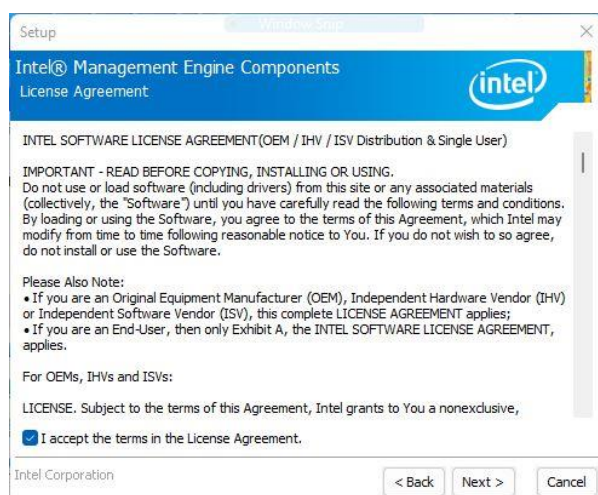 Window Snip
Setup
Intel® Management Engine Components
License Agreement
intel
INTEL SOFTWARE LICENSE AGREEMENT(OEM / IHV / ISV Distribution & Single User)
IMPORTANT - READ BEFORE COPYING, INSTALLING OR USING.
Do not use or load software (including drivers) from this site or any associated materials
(collectively, the "Software") until you have carefully read the following terms and conditions.
By loading or using the Software, you agree to the terms of this Agreement, which Intel may
modify from time to time following reasonable notice to You. If you do not wish to so agree,
do not install or use the Software.
Please Also Note:
• If you are an Original Equipment Manufacturer (OEM), Independent Hardware Vendor (IHV)
or Independent Software Vendor (ISV), this complete LICENSE AGREEMENT applies;
• If you are an End-User, then only Exhibit A, the INTEL SOFTWARE LICENSE AGREEMENT,
applies.
For OEMs, IHVs and ISVs:
LICENSE. Subject to the terms of this Agreement, Intel grants to You a nonexclusive,
I accept the terms in the License Agreement.
Intel Corporation
< Back Next > Cancel